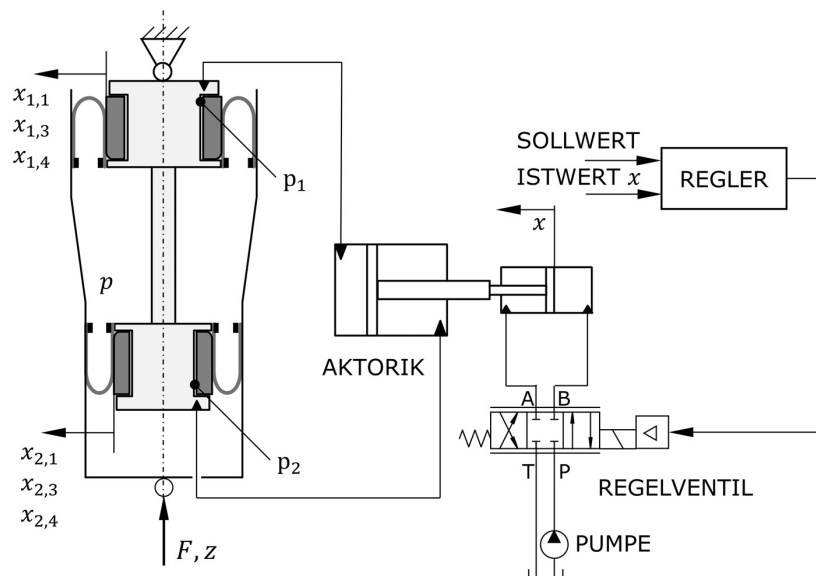 x₁,₁
x₁,₃
x₁,₄
p₁
p
x₂,₁
x₂,₃
x₂,₄
p₂
F, z
AKTORIK
x
SOLLWERT
ISTWERT x
REGLER
A B
T P
REGELVENTIL
PUMPE